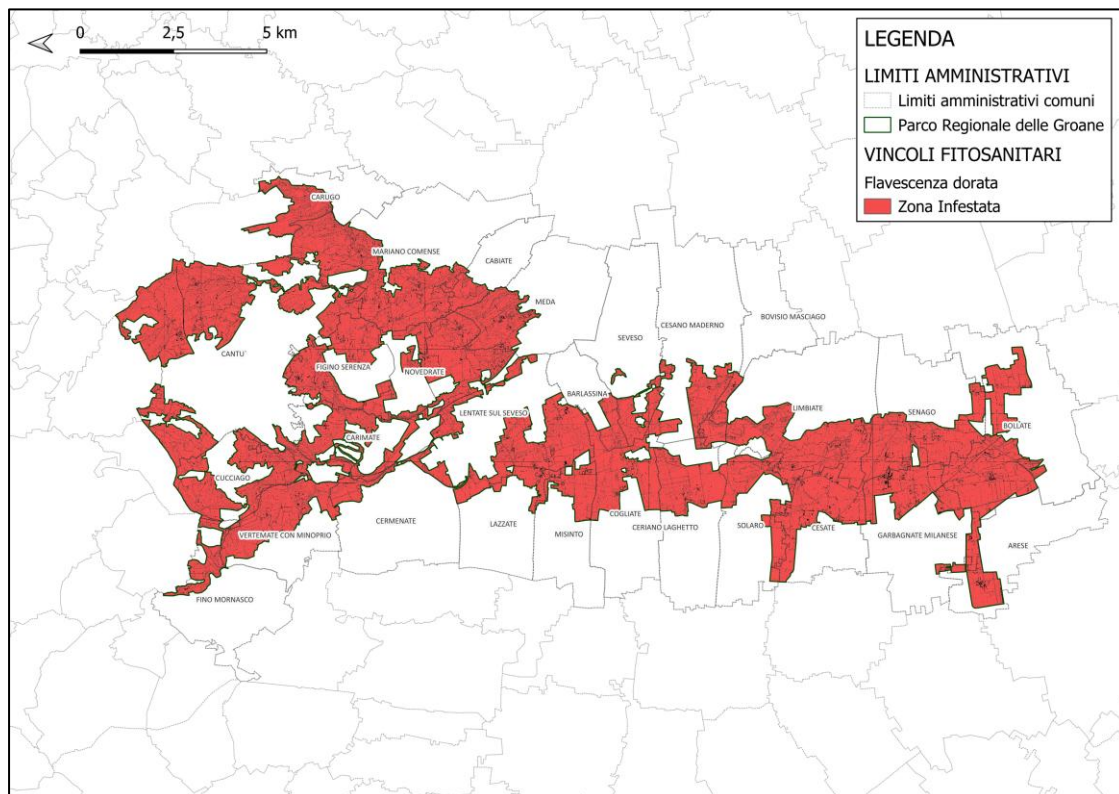 0 2,5 5 km
LEGENDA
LIMITI AMMINISTRATIVI
Limiti amministrativi comuni
Parco Regionale delle Groane
VINCOLI FITOSANITARI
Flavescenza dorata
Zona Infestata
CARUGO
MARIANO COMENSE
CABIATE
MEDA
CESANO MADERNO
BOVISIO MASCIAGO
SEVESO
CANTU`
FIGINO SERENZA
NOVEDRATE
BARLASSINA
LENTATE SUL SEVESO
LIMBIATE
SENAGO
BOLLATE
CARIMATE
CUCCIAGO
VERTEMATE CON MINOPRIO
CERMENATE
LAZZATE
MISINTO
COGLIATE
CERIANO LAGHETTO
SOLARO
CESATE
GARBAGNATE MILANESE
ARESE
FINO MORNASCO